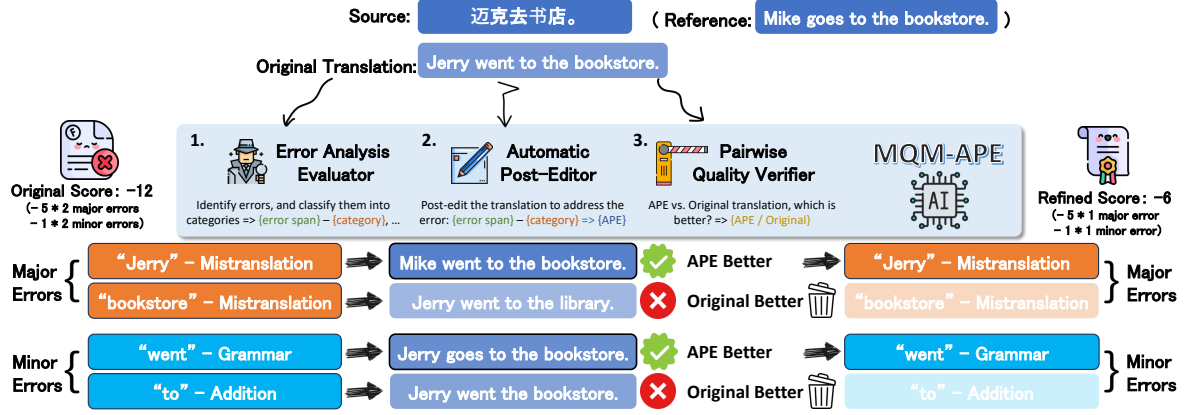 Source: 迈克去书店。 ( Reference: Mike goes to the bookstore. )
Original Translation: Jerry went to the bookstore.
Original Score: -12
(- 5 * 2 major errors
- 1 * 2 minor errors)
1. Error Analysis
Evaluator
Identify errors, and classify them into
categories => {error span} – {category}, ...
2. Automatic
Post-Editor
Post-edit the translation to address the
error: {error span} – {category} => {APE}
3. Pairwise
Quality Verifier
APE vs. Original translation, which is
better? => {APE / Original}
MQM-APE
AI
Refined Score: -6
(- 5 * 1 major error
- 1 * 1 minor error)
Major
Errors
"Jerry" - Mistranslation
Mike went to the bookstore.
APE Better
"Jerry" - Mistranslation
"bookstore" - Mistranslation
Jerry went to the library.
Original Better
"bookstore" - Mistranslation
Major
Errors
Minor
Errors
"went" - Grammar
Jerry goes to the bookstore.
APE Better
"went" - Grammar
"to" - Addition
Jerry went the bookstore.
Original Better
"to" - Addition
Minor
Errors